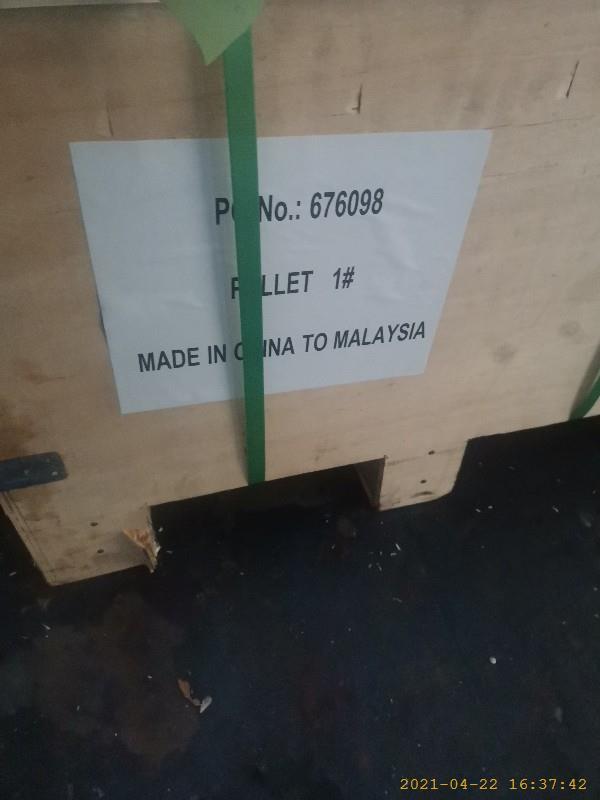 PO No.: 676098
PALLET 1#
MADE IN CHINA TO MALAYSIA
2021-04-22 16:37:42